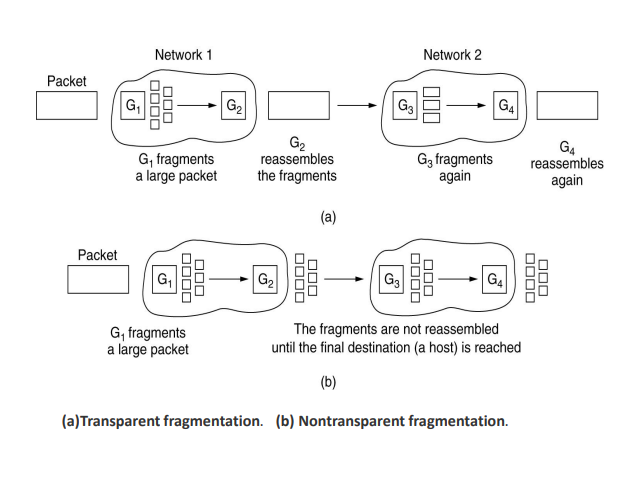 Network 1
Network 2
Packet
G1
G2
G3
G4
G1 fragments
a large packet
G2
reassembles
the fragments
G3 fragments
again
G4
reassembles
again
(a)
Packet
G1
G2
G3
G4
G1 fragments
a large packet
The fragments are not reassembled
until the final destination (a host) is reached
(b)
(a)Transparent fragmentation. (b) Nontransparent fragmentation.